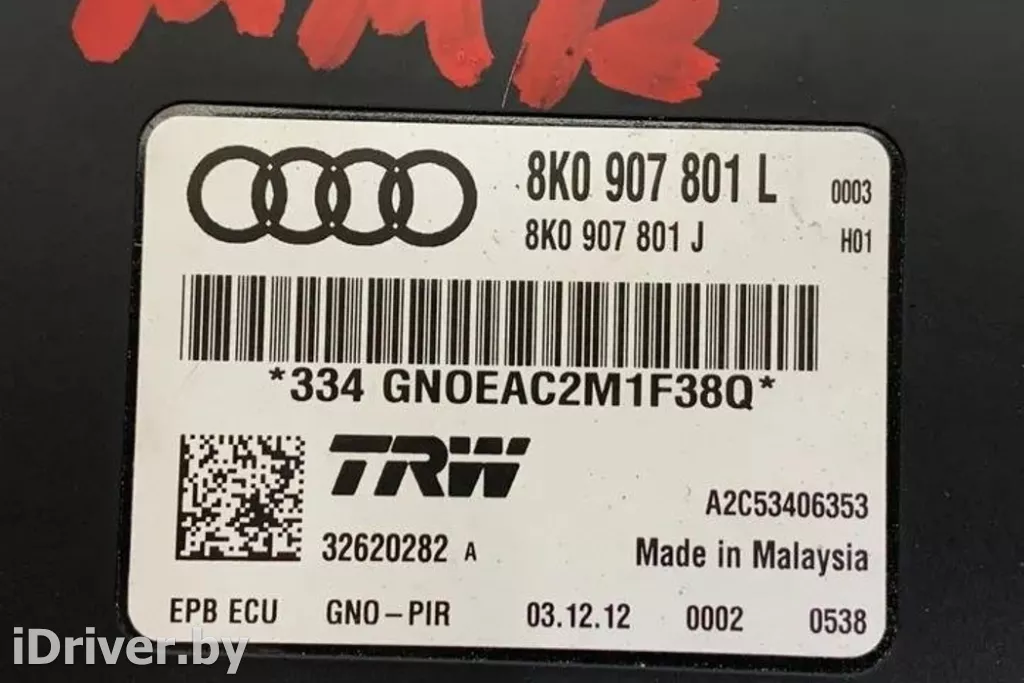 8K0 907 801 L 0003
8K0 907 801 J H01
*334 GNOEAC2M1F38Q*
TRW
A2C53406353
32620282 A Made in Malaysia
EPB ECU GNO-PIR 03.12.12 0002 0538
iDriver.by